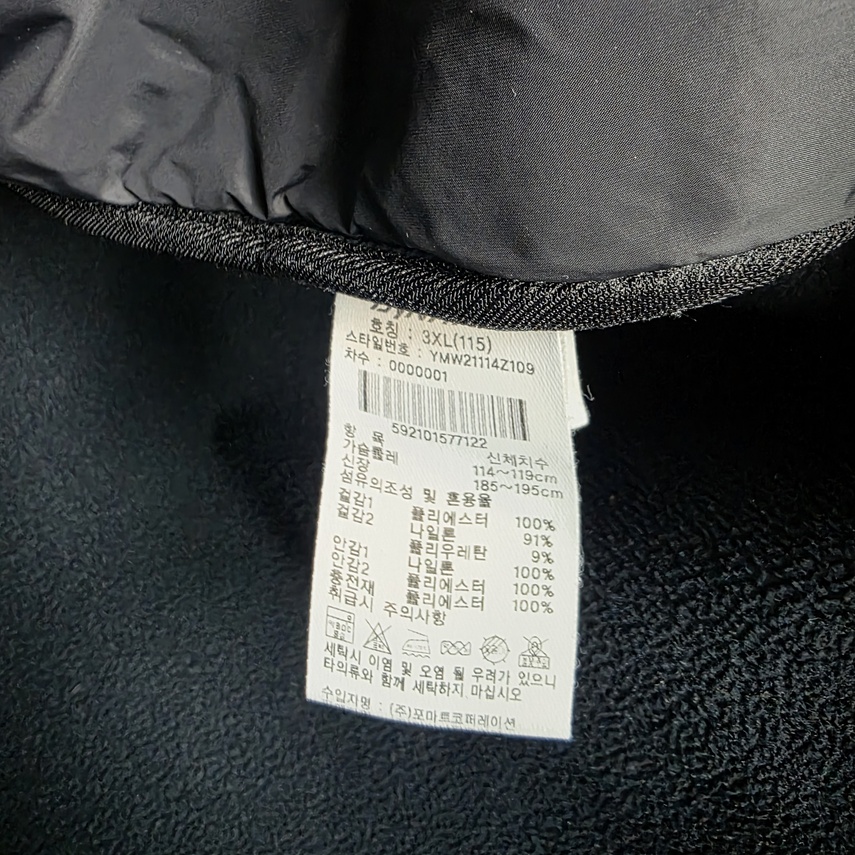 호칭 : 3XL(115)
스타일번호 : YMW21114Z109
차수 : 0000001
592101577122
항 목 신체치수
가슴둘레 114~119cm
신장 185~195cm
섬유의조성 및 혼용율
겉감1 폴리에스터 100%
겉감2 나일론 91%
폴리우레탄 9%
안감1 나일론 100%
안감2 폴리에스터 100%
충전재 폴리에스터 100%
취급시 주의사항
세탁시 이염 및 오염 될 우려가 있으니
타의류와 함께 세탁하지 마십시오
수입자명 : (주)포마트코퍼레이션